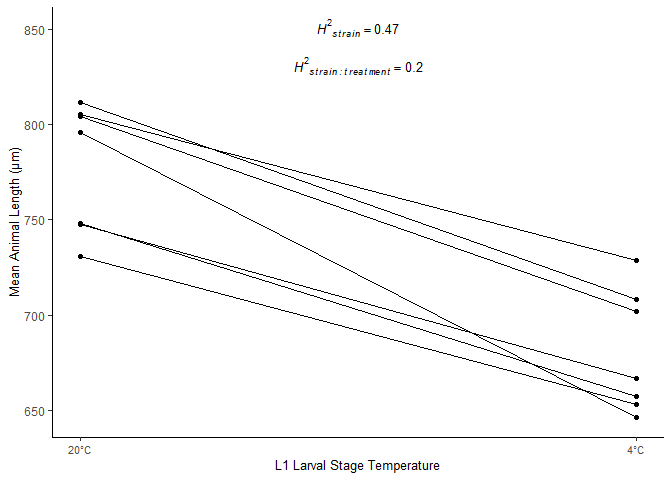 H²strain = 0.47
H²strain:treatment = 0.2
850
800
750
700
650
Mean Animal Length (µm)
20°C
4°C
L1 Larval Stage Temperature